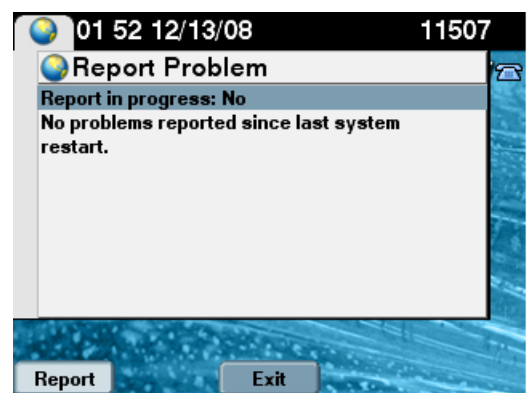 01 52 12/13/08 11507
Report Problem
Report in progress: No
No problems reported since last system
restart.
Report Exit